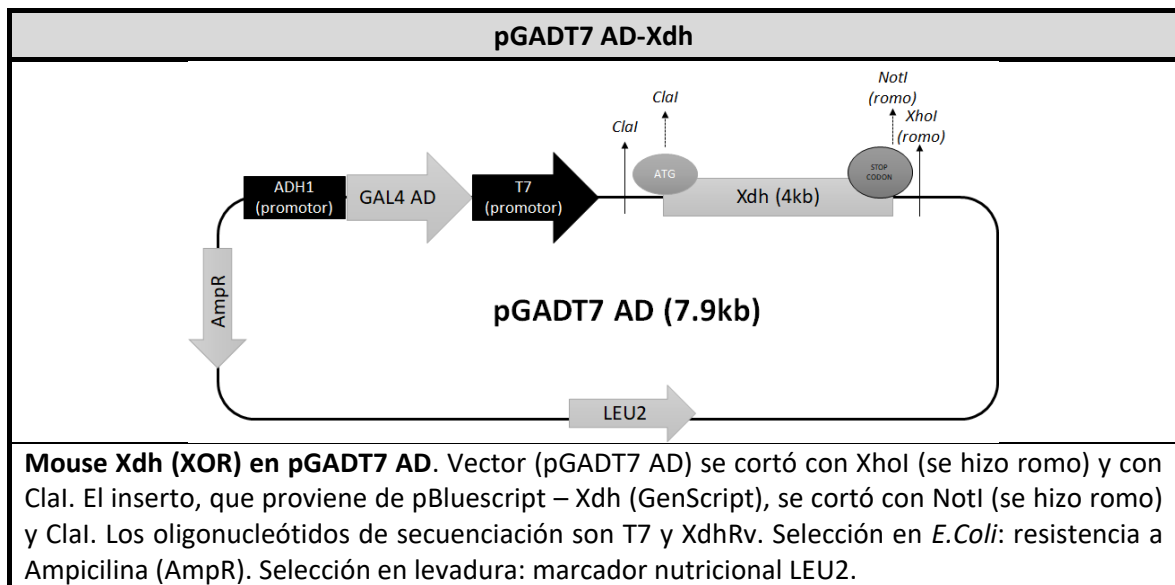 pGADT7 AD-Xdh
NotI
(romo)
ClaI
XhoI
(romo)
ClaI
ADH1
(promotor)
GAL4 AD
T7
(promotor)
ATG
STOP
CODON
Xdh (4kb)
AmpR
pGADT7 AD (7.9kb)
LEU2
Mouse Xdh (XOR) en pGADT7 AD. Vector (pGADT7 AD) se cortó con XhoI (se hizo romo) y con
ClaI. El inserto, que proviene de pBluescript – Xdh (GenScript), se cortó con NotI (se hizo romo)
y ClaI. Los oligonucleótidos de secuenciación son T7 y XdhRv. Selección en E.Coli: resistencia a
Ampicilina (AmpR). Selección en levadura: marcador nutricional LEU2.